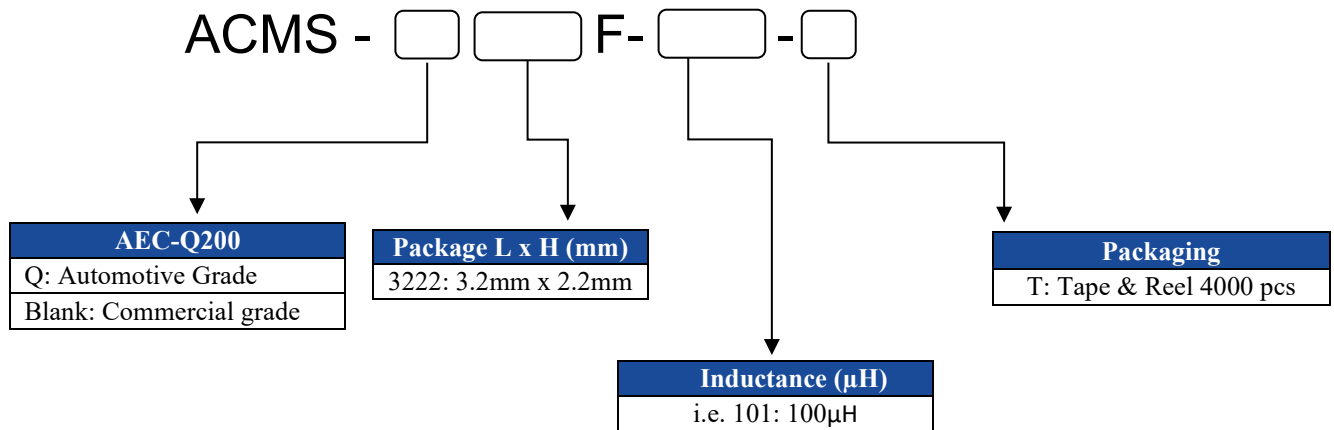 ACMS - F- -
AEC-Q200
Q: Automotive Grade
Blank: Commercial grade
Package L x H (mm)
3222: 3.2mm x 2.2mm
Packaging
T: Tape & Reel 4000 pcs
Inductance (µH)
i.e. 101: 100µH